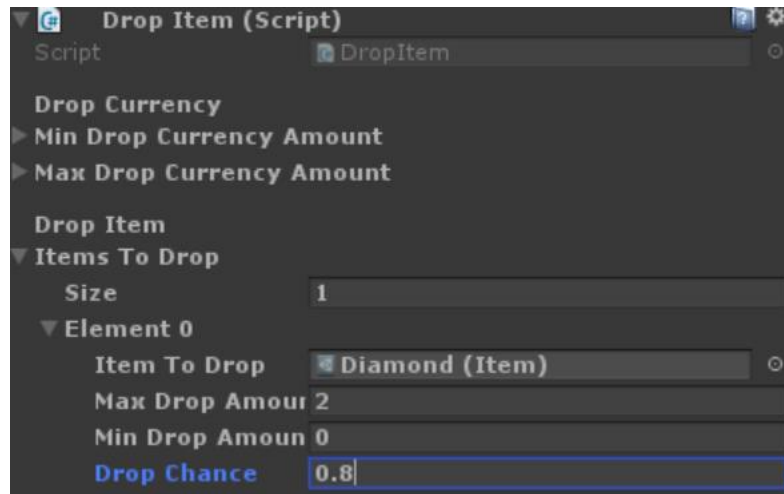 Drop Item (Script)
Script DropItem
Drop Currency
Min Drop Currency Amount
Max Drop Currency Amount
Drop Item
Items To Drop
Size 1
Element 0
Item To Drop Diamond (Item)
Max Drop Amour 2
Min Drop Amoun 0
Drop Chance 0.8